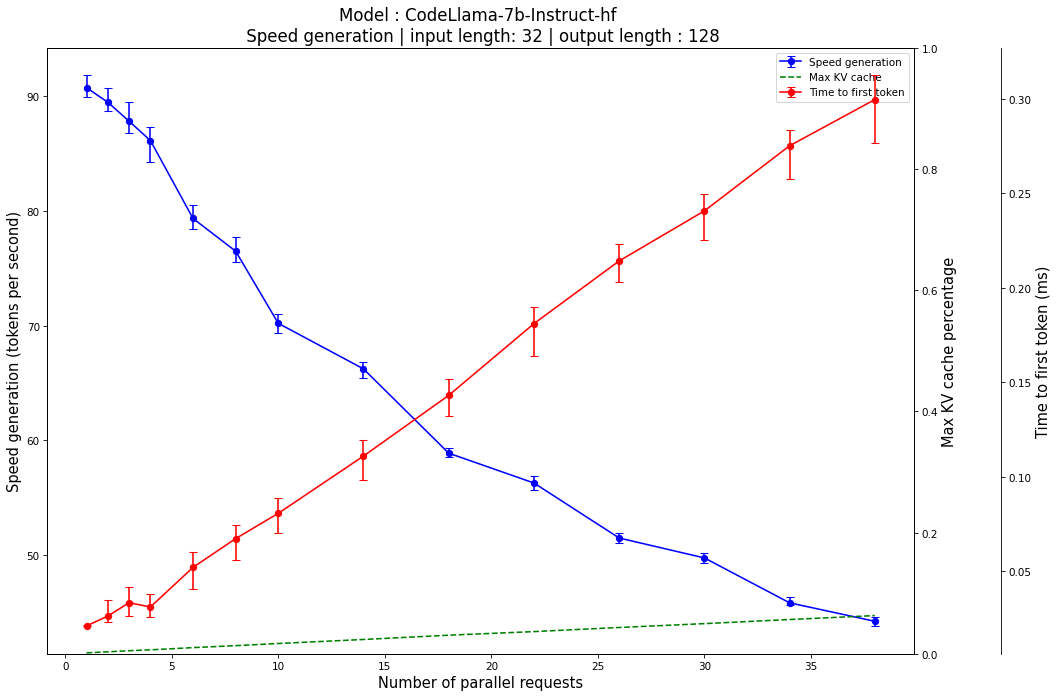 Model : CodeLlama-7b-Instruct-hf
Speed generation | input length: 32 | output length : 128
Speed generation
Max KV cache
Time to first token
Speed generation (tokens per second)
90
80
70
60
50
1.0
0.8
0.6
0.4
0.2
0.0
Max KV cache percentage
0.30
0.25
0.20
0.15
0.10
0.05
Time to first token (ms)
0
5
10
15
20
25
30
35
Number of parallel requests